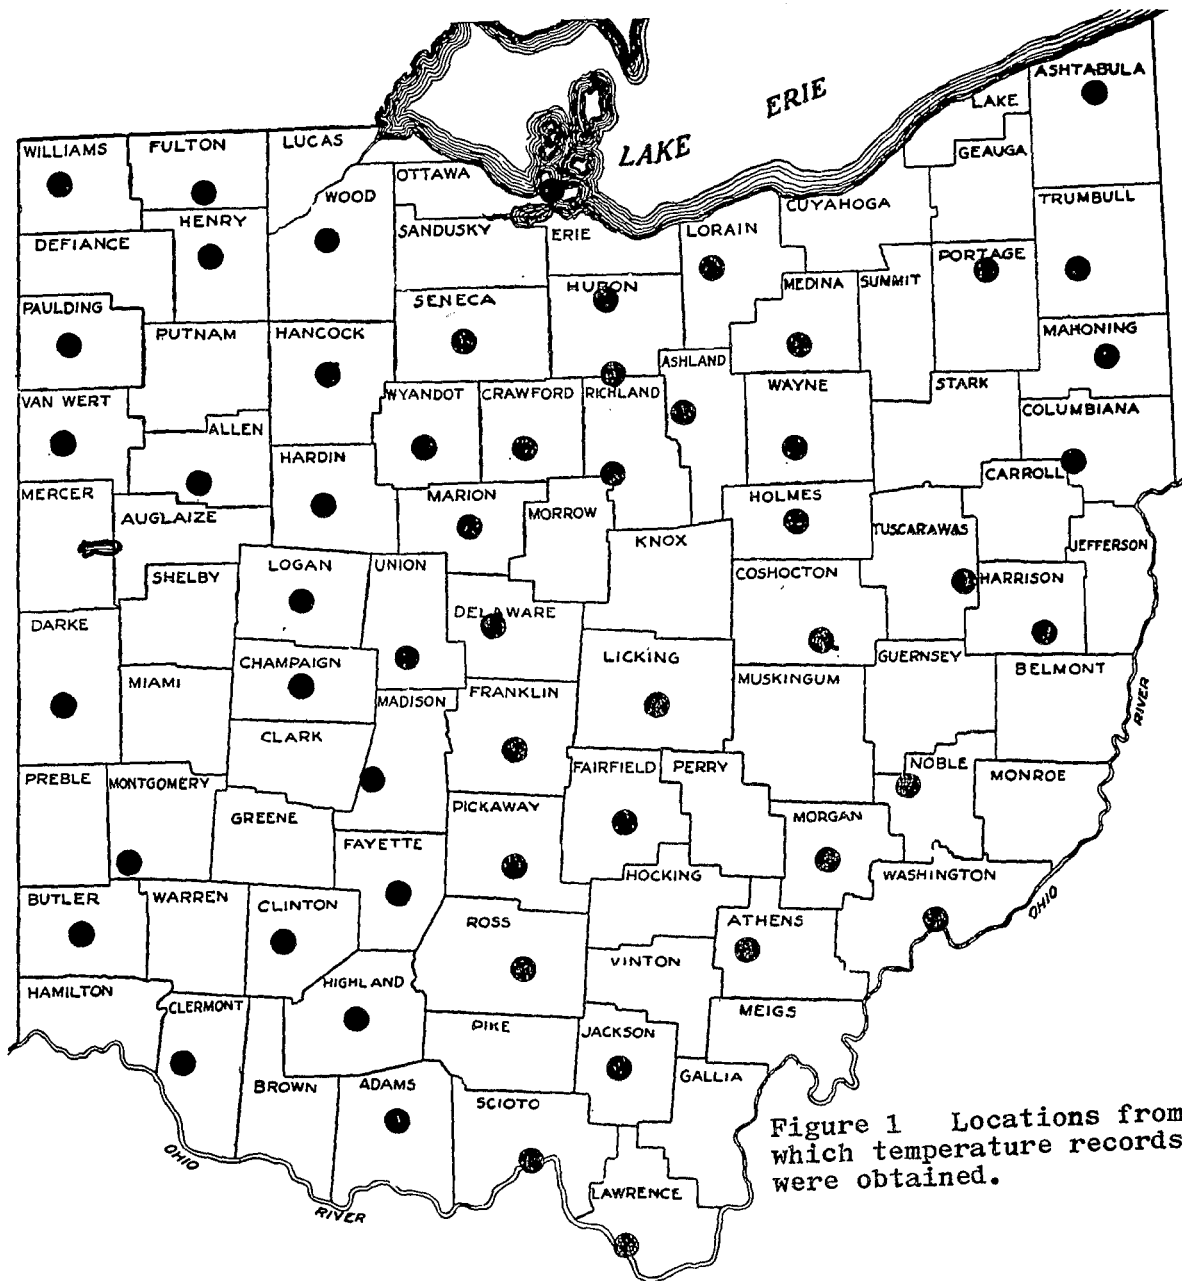 ERIE
LAKE
ASHTABULA
LAKE
GEAUGA
WILLIAMS
FULTON
LUCAS
OTTAWA
WOOD
CUYAHOGA
TRUMBULL
HENRY
DEFIANCE
SANDUSKY
ERIE
LORAIN
PORTAGE
MEDINA
SUMMIT
HURON
SENECA
PAULDING
PUTNAM
HANCOCK
MAHONING
ASHLAND
WAYNE
STARK
VAN WERT
WYANDOT
CRAWFORD
RICHLAND
COLUMBIANA
ALLEN
HARDIN
CARROLL
MERCER
MARION
HOLMES
AUGLAIZE
MORROW
TUSCARAWAS
KNOX
JEFFERSON
LOGAN
UNION
SHELBY
COSHOCTON
HARRISON
DELAWARE
DARKE
CHAMPAIGN
LICKING
GUERNSEY
BELMONT
MIAMI
MADISON
FRANKLIN
MUSKINGUM
RIVER
CLARK
PREBLE
MONTGOMERY
FAIRFIELD
PERRY
NOBLE
MONROE
PICKAWAY
GREENE
FAYETTE
MORGAN
HOCKING
WASHINGTON
BUTLER
WARREN
CLINTON
ROSS
ATHENS
OHIO
VINTON
HAMILTON
HIGHLAND
CLERMONT
MEIGS
PIKE
JACKSON
GALLIA
BROWN
ADAMS
SCIOTO
OHIO
RIVER
LAWRENCE
Figure 1 Locations from
which temperature records
were obtained.